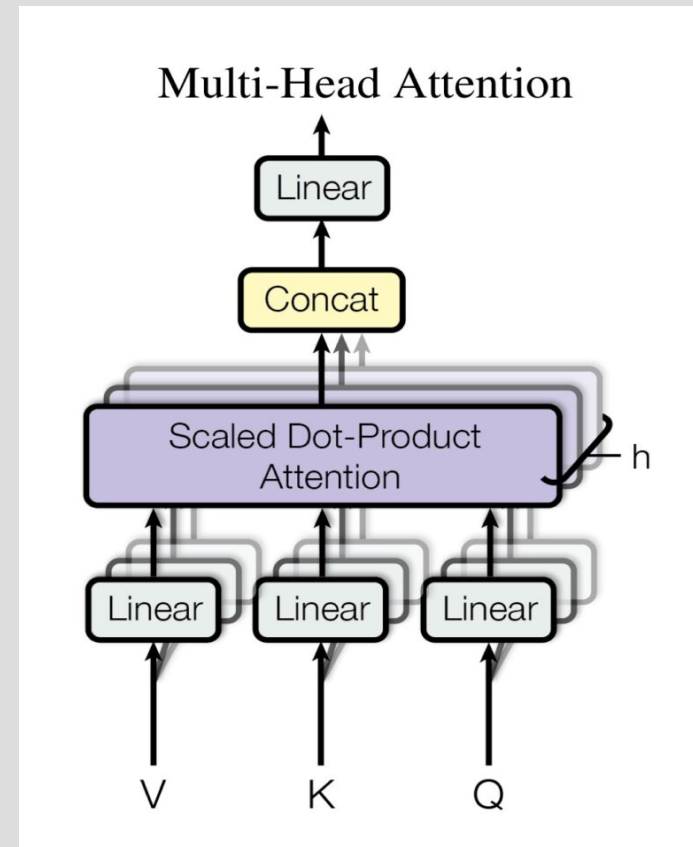 Multi-Head Attention
Linear
Concat
Scaled Dot-Product
Attention
h
Linear
Linear
Linear
V
K
Q